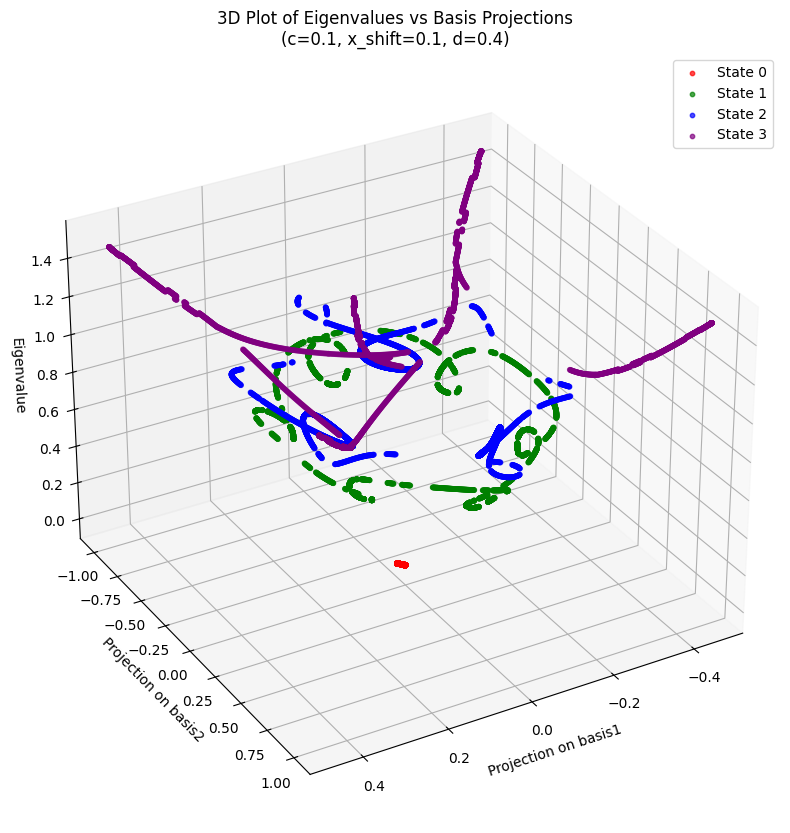 3D Plot of Eigenvalues vs Basis Projections
(c=0.1, x_shift=0.1, d=0.4)
State 0
State 1
State 2
State 3
1.4
1.2
1.0
0.8
0.6
0.4
0.2
0.0
Eigenvalue
−1.00
−0.75
−0.50
−0.25
0.00
0.25
0.50
0.75
1.00
Projection on basis2
0.4
0.2
0.0
−0.2
−0.4
Projection on basis1